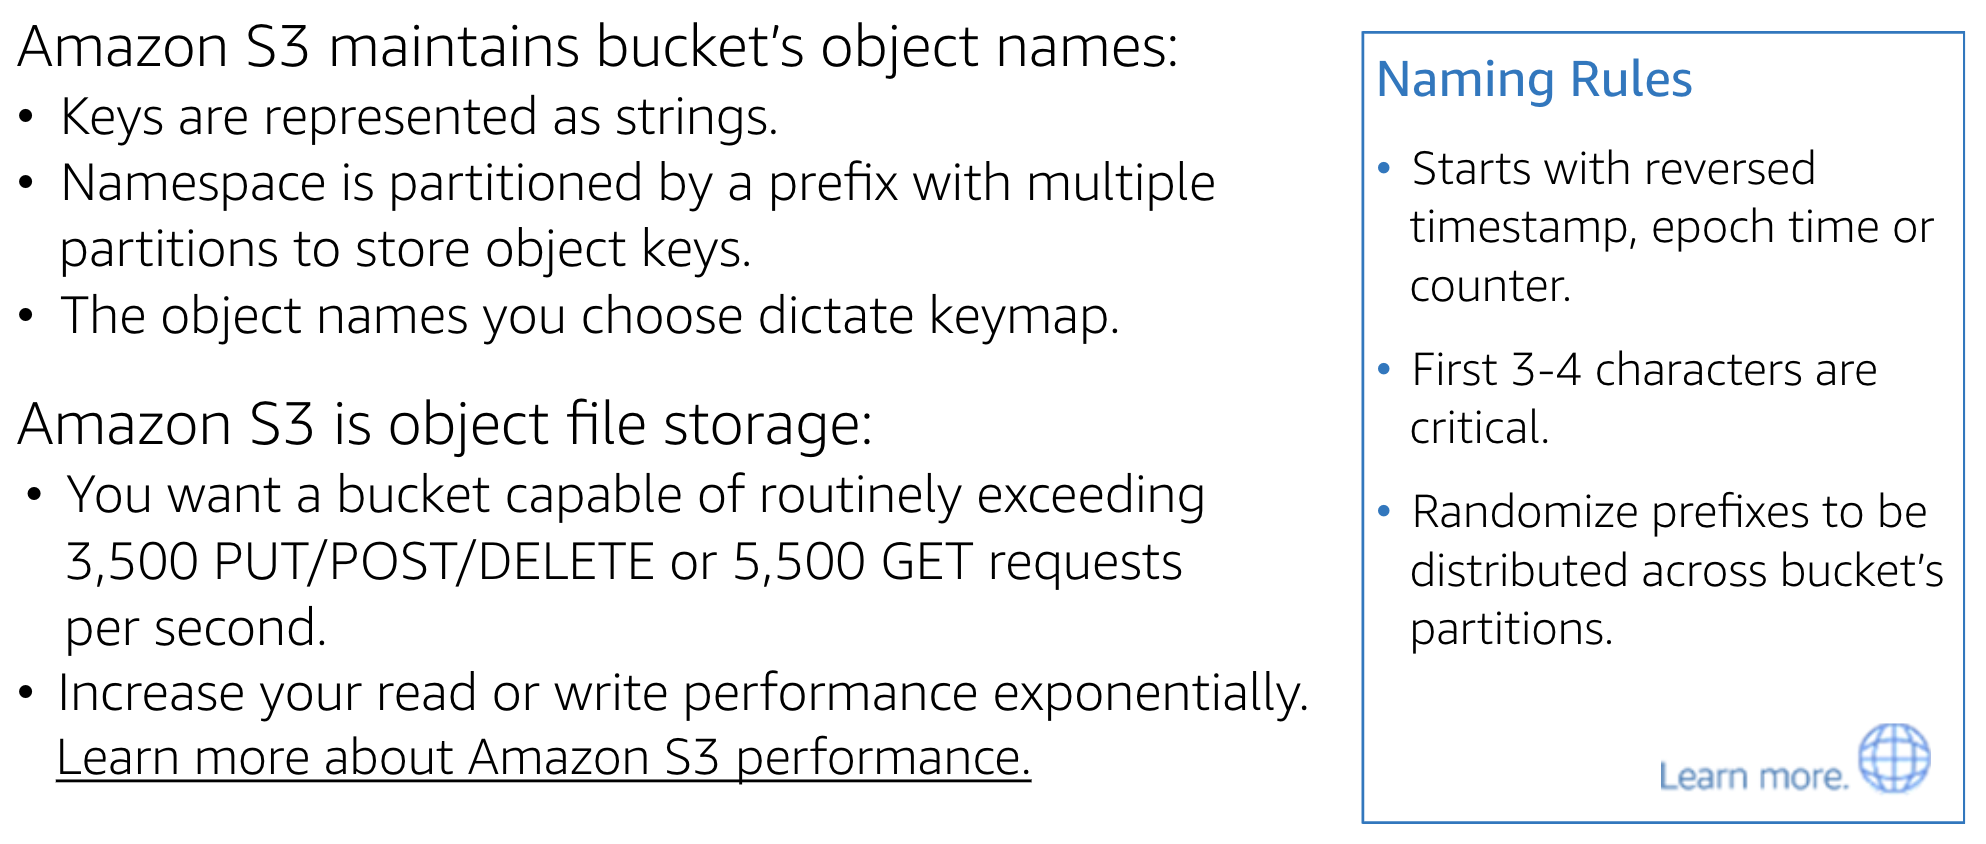 Amazon S3 maintains bucket's object names:
• Keys are represented as strings.
• Namespace is partitioned by a prefix with multiple
partitions to store object keys.
• The object names you choose dictate keymap.
Amazon S3 is object file storage:
• You want a bucket capable of routinely exceeding
3,500 PUT/POST/DELETE or 5,500 GET requests
per second.
• Increase your read or write performance exponentially.
Learn more about Amazon S3 performance.
Naming Rules
• Starts with reversed
timestamp, epoch time or
counter.
• First 3-4 characters are
critical.
• Randomize prefixes to be
distributed across bucket's
partitions.
Learn more.